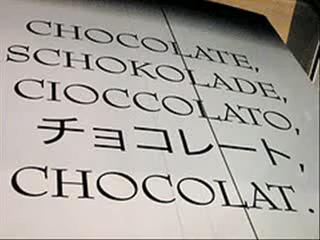 CHOCOLATE,
SCHOKOLADE,
CIOCCOLATO,
チョコレート,
CHOCOLAT.